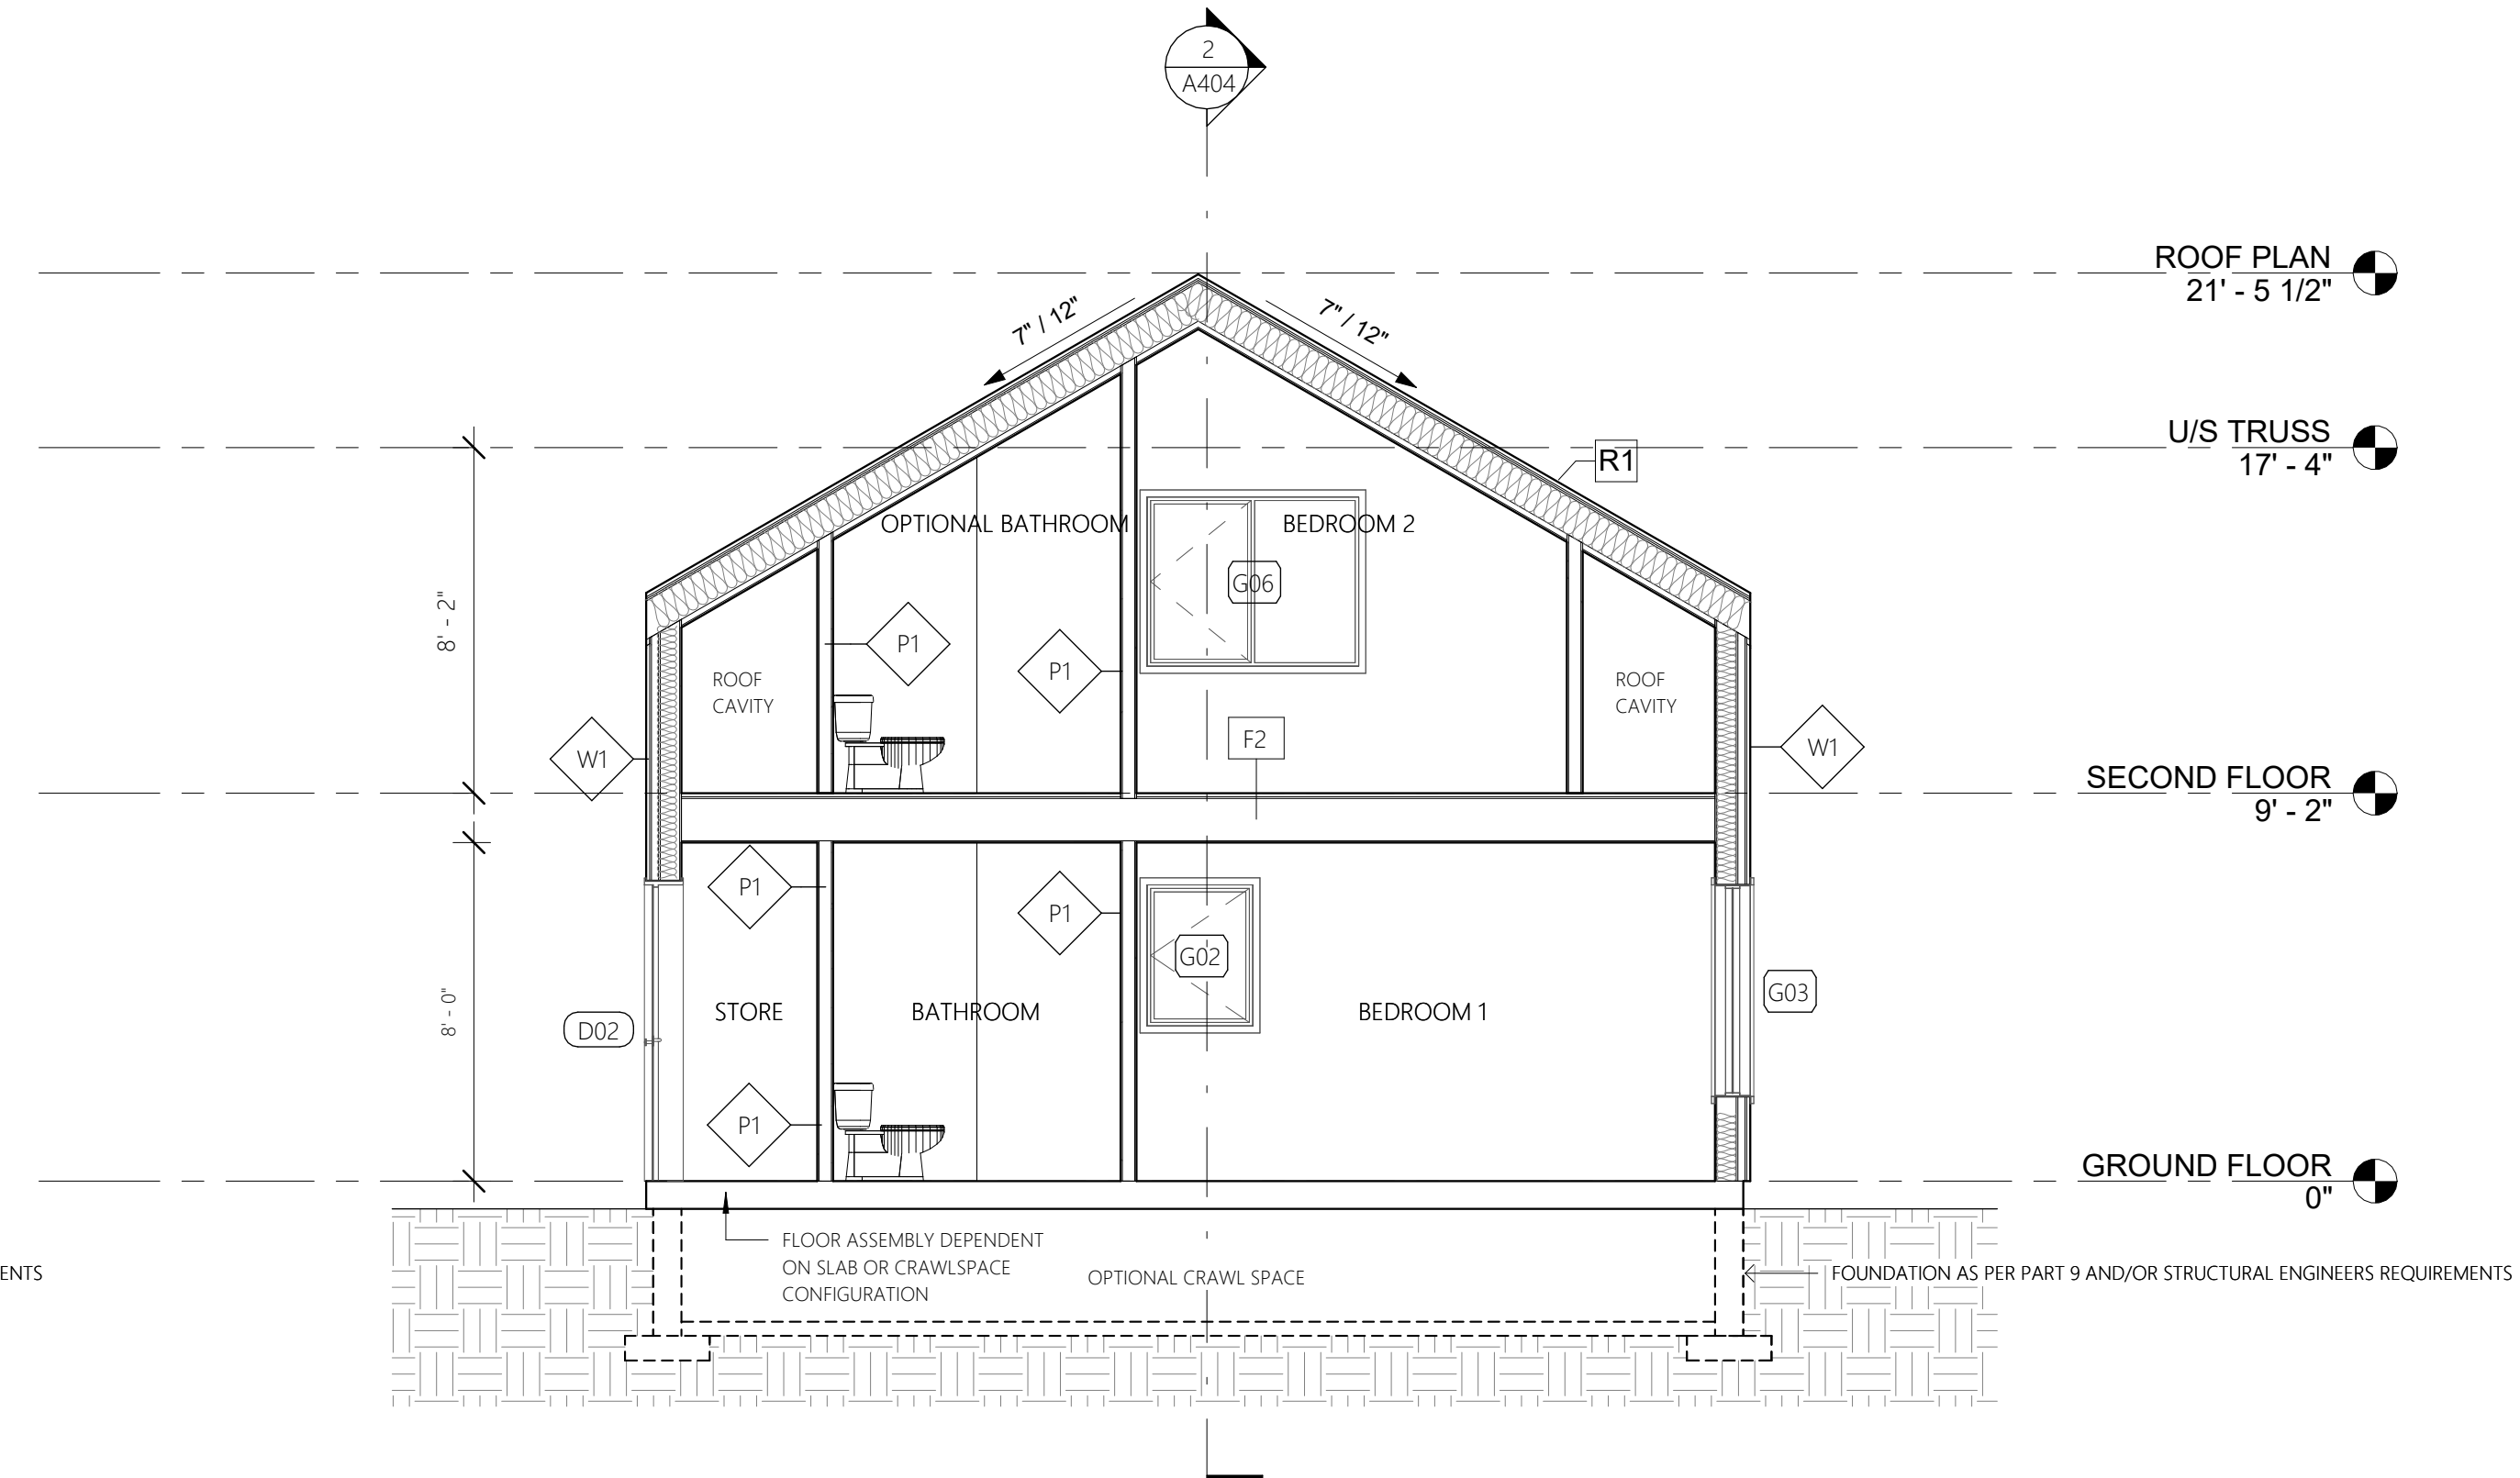 2
A404
ROOF PLAN
21' - 5 1/2"
7" / 12"
7" / 12"
U/S TRUSS
17' - 4"
R1
OPTIONAL BATHROOM
BEDROOM 2
G06
8' - 2"
P1
P1
ROOF
CAVITY
ROOF
CAVITY
F2
W1
W1
SECOND FLOOR
9' - 2"
P1
P1
G02
G03
8' - 0"
STORE
BATHROOM
BEDROOM 1
D02
P1
GROUND FLOOR
0"
FLOOR ASSEMBLY DEPENDENT
ON SLAB OR CRAWLSPACE
CONFIGURATION
OPTIONAL CRAWL SPACE
ENTS
FOUNDATION AS PER PART 9 AND/OR STRUCTURAL ENGINEERS REQUIREMENTS